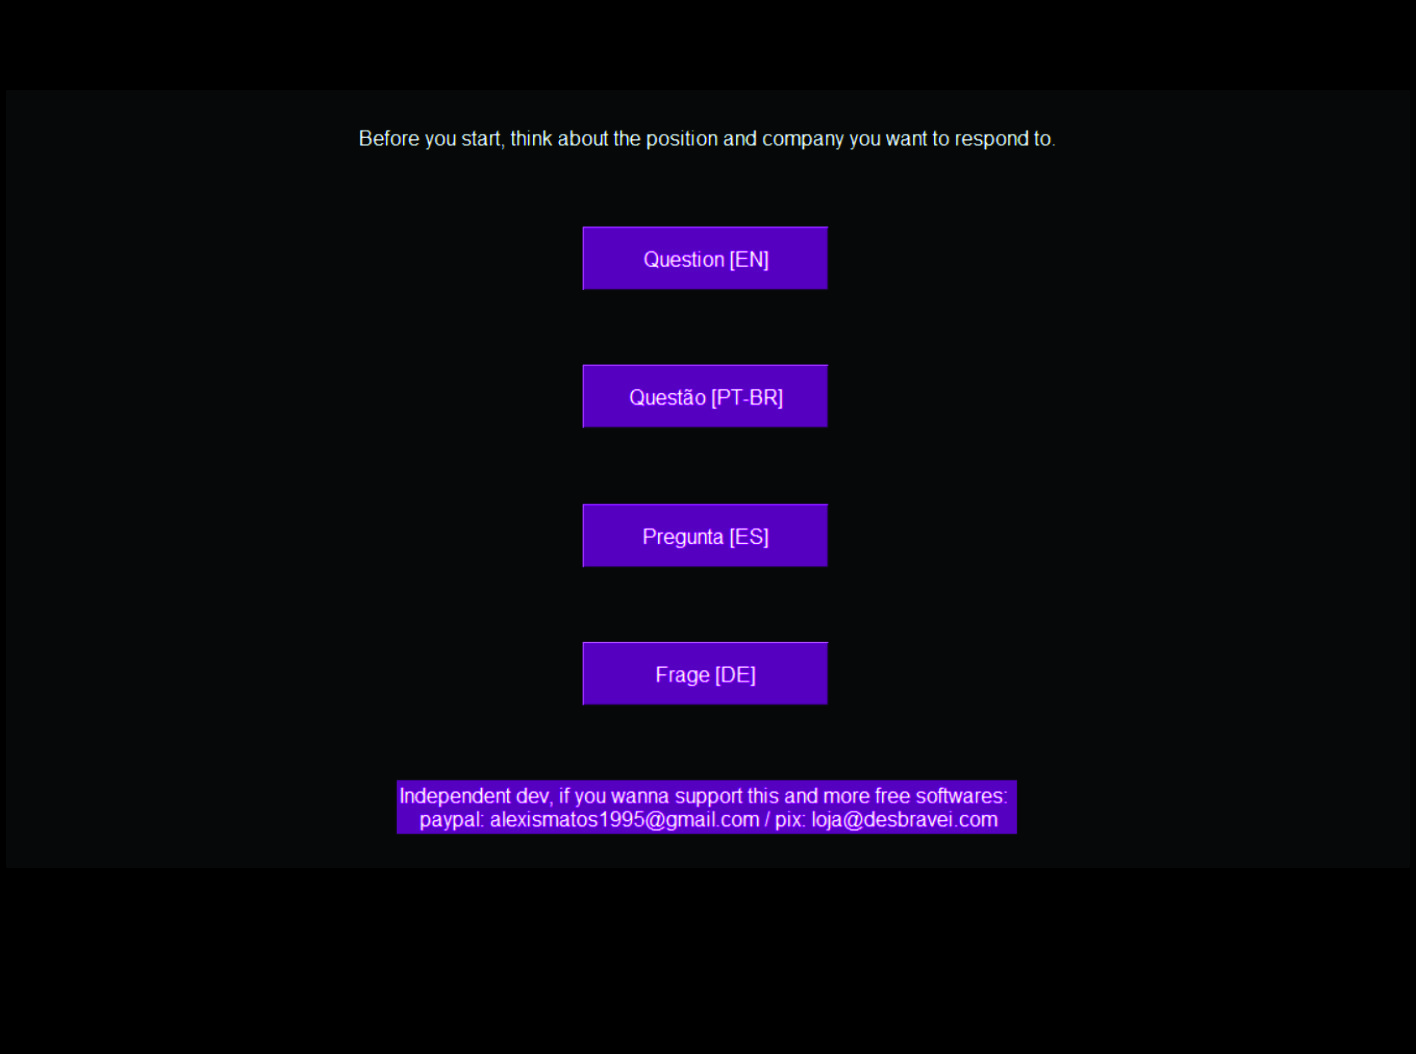 Before you start, think about the position and company you want to respond to.
Question [EN]
Questão [PT-BR]
Pregunta [ES]
Frage [DE]
Independent dev, if you wanna support this and more free softwares:
paypal: alexismatos1995@gmail.com / pix: loja@desbravei.com